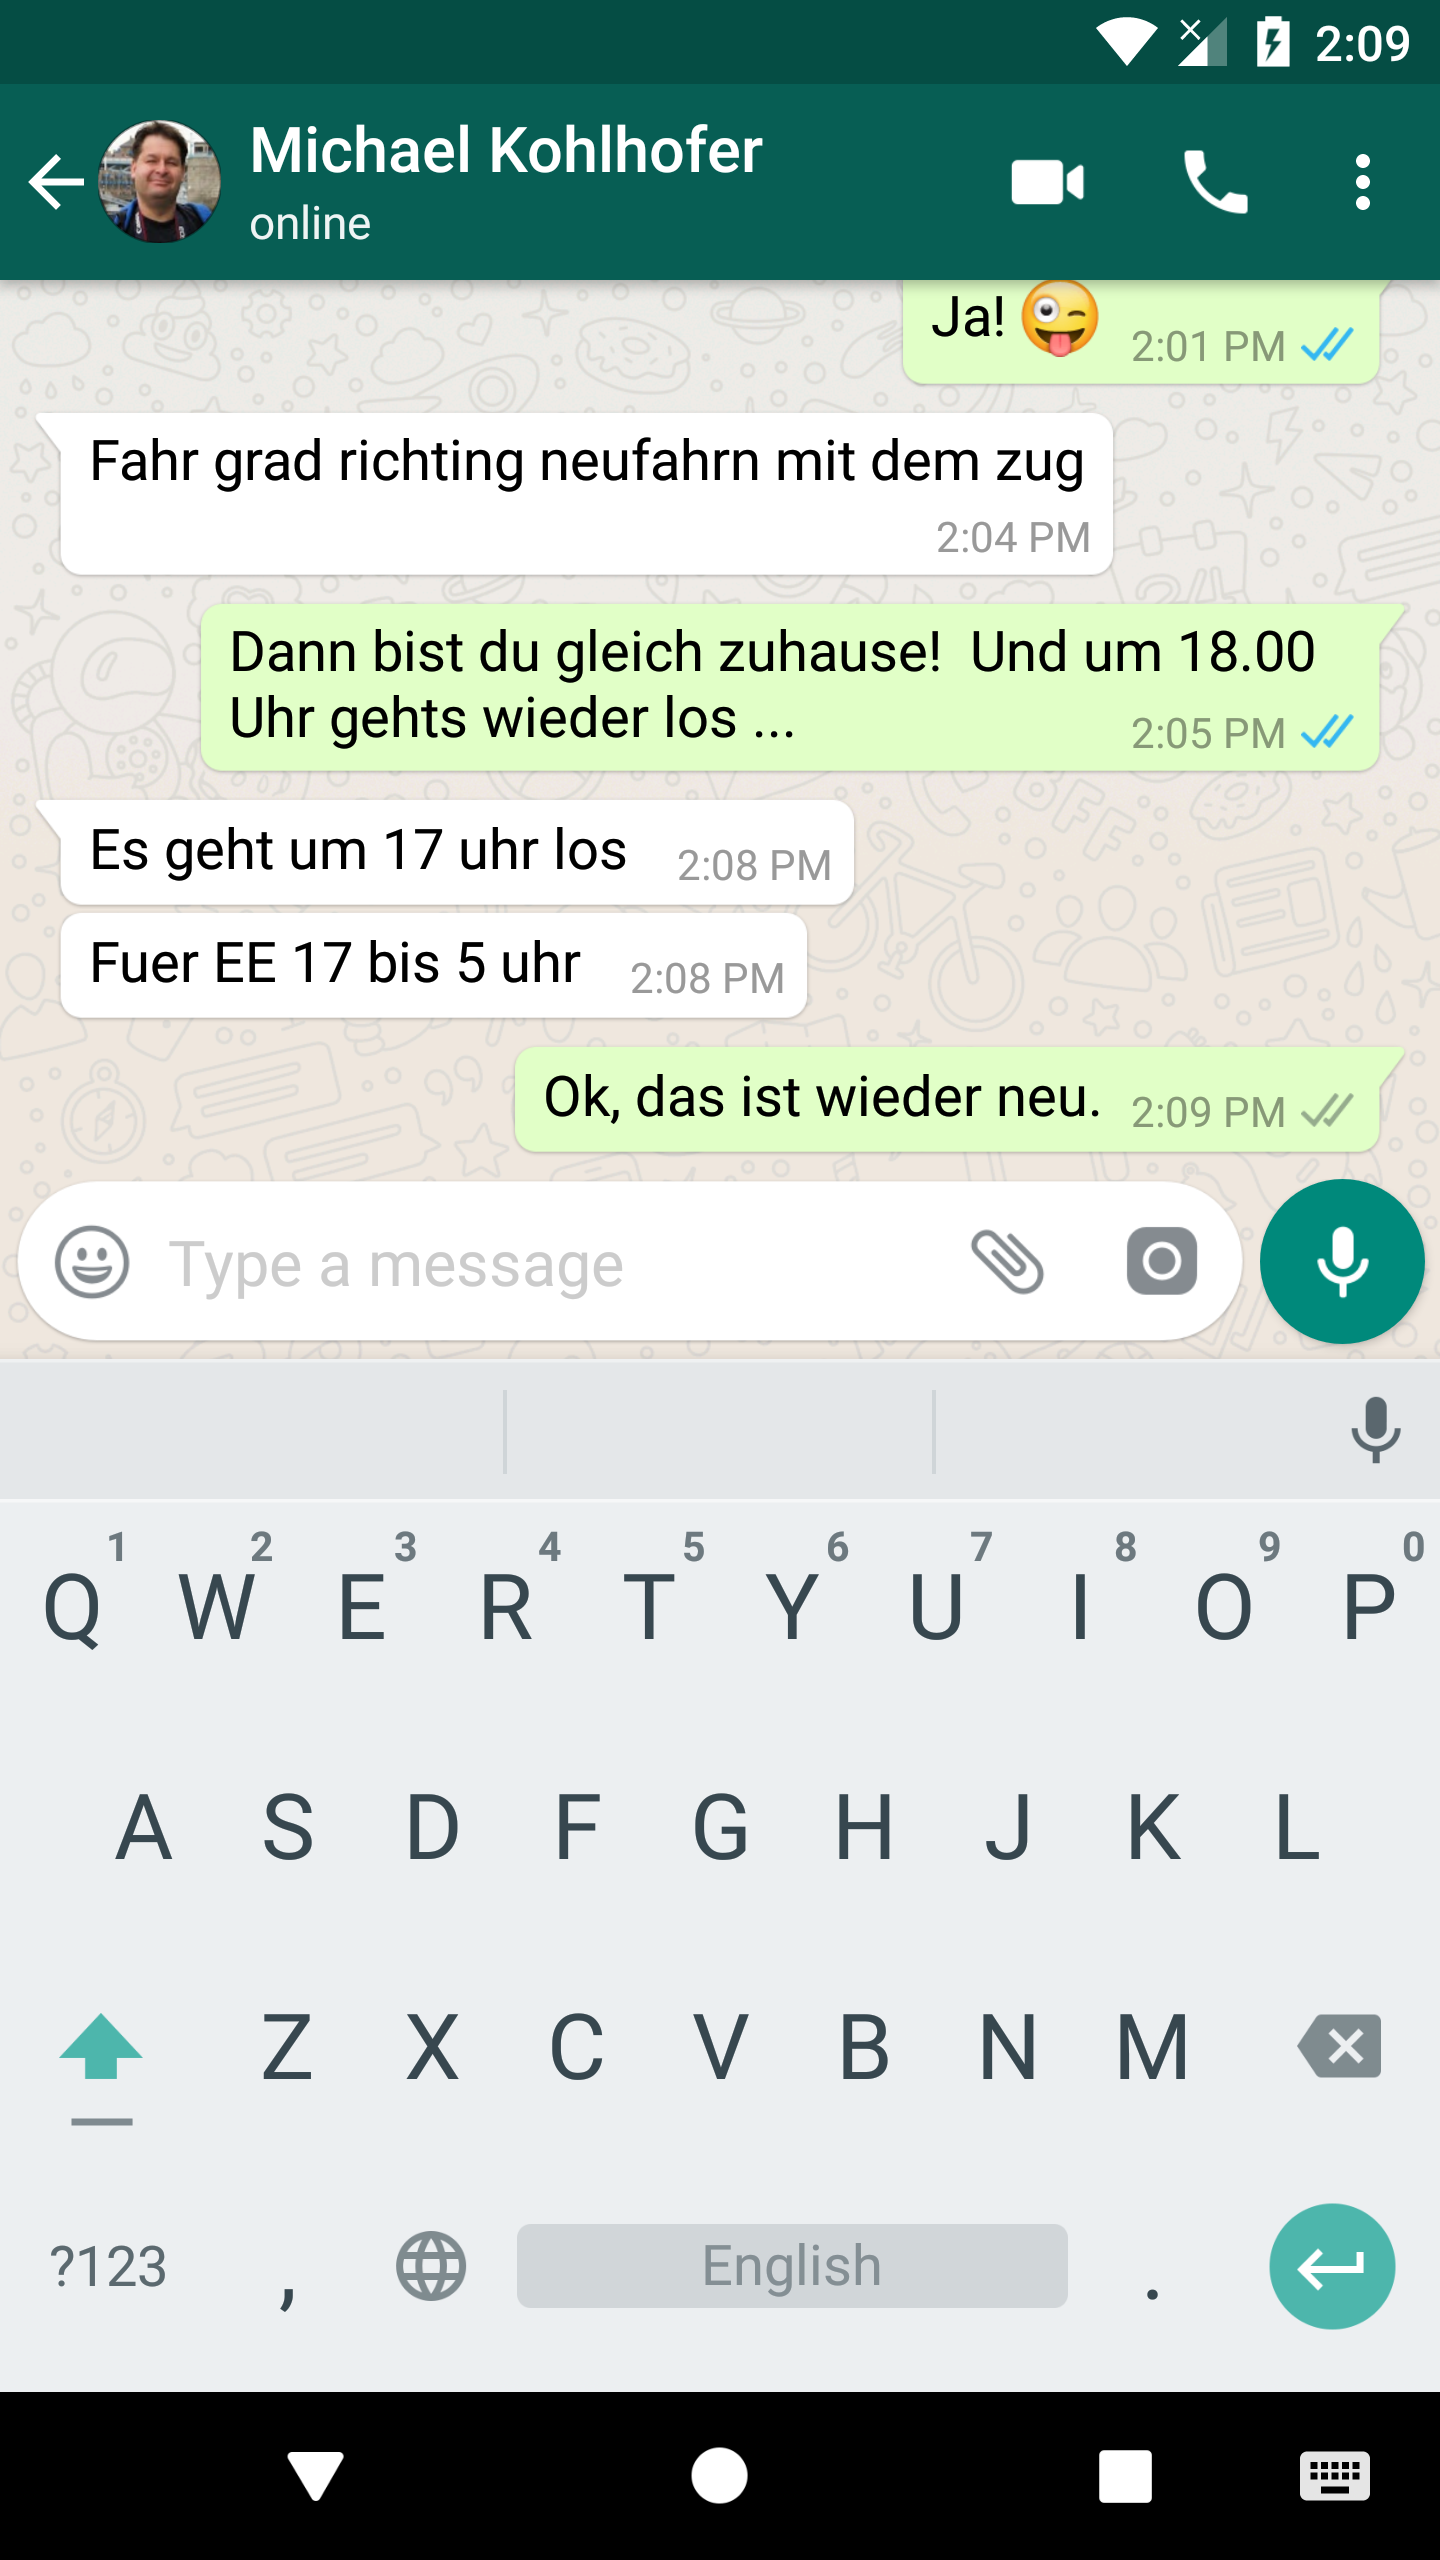 2:09
Michael Kohlhofer
online
Ja! 😜 2:01 PM
Fahr grad richting neufahrn mit dem zug
2:04 PM
Dann bist du gleich zuhause!  Und um 18.00
Uhr gehts wieder los ... 2:05 PM
Es geht um 17 uhr los 2:08 PM
Fuer EE 17 bis 5 uhr 2:08 PM
Ok, das ist wieder neu. 2:09 PM
Type a message
1 2 3 4 5 6 7 8 9 0
Q W E R T Y U I O P
A S D F G H J K L
Z X C V B N M
?123 , English .